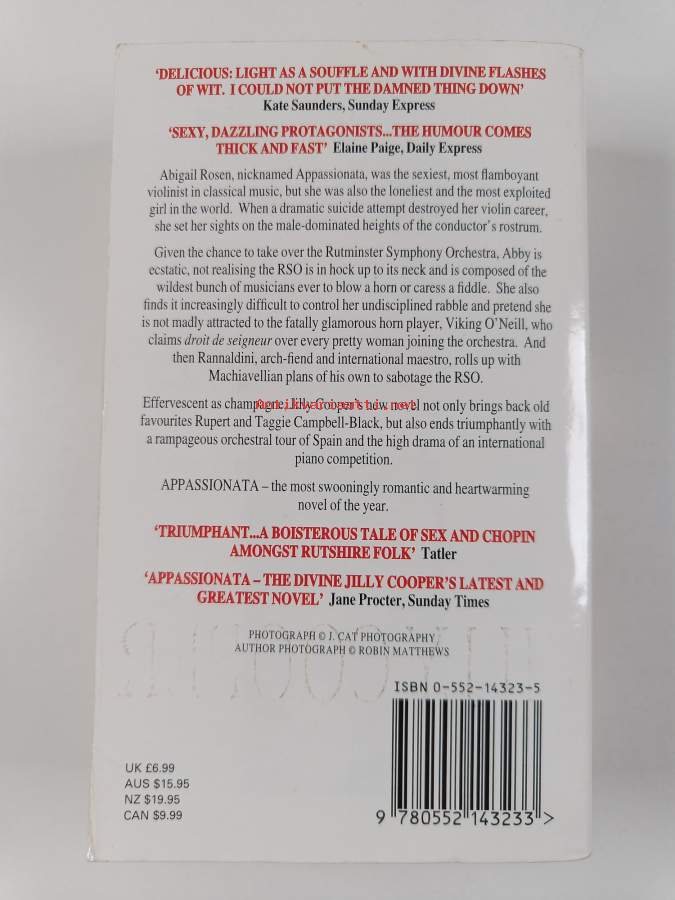 ‘DELICIOUS: LIGHT AS A SOUFFLE AND WITH DIVINE FLASHES
OF WIT. I COULD NOT PUT THE DAMNED THING DOWN’
Kate Saunders, Sunday Express
‘SEXY, DAZZLING PROTAGONISTS...THE HUMOUR COMES
THICK AND FAST’ Elaine Paige, Daily Express
Abigail Rosen, nicknamed Appassionata, was the sexiest, most flamboyant
violinist in classical music, but she was also the loneliest and the most exploited
girl in the world. When a dramatic suicide attempt destroyed her violin career,
she set her sights on the male-dominated heights of the conductor's rostrum.
Given the chance to take over the Rutminster Symphony Orchestra, Abby is
ecstatic, not realising the RSO is in hock up to its neck and is composed of the
wildest bunch of musicians ever to blow a horn or caress a fiddle. She also
finds it increasingly difficult to control her undisciplined rabble and pretend she
is not madly attracted to the fatally glamorous horn player, Viking O'Neill, who
claims droit de seigneur over every pretty woman joining the orchestra. And
then Rannaldini, arch-fiend and international maestro, rolls up with
Machiavellian plans of his own to sabotage the RSO.
Effervescent as champagne, Jilly Cooper's new novel not only brings back old
favourites Rupert and Taggie Campbell-Black, but also ends triumphantly with
a rampageous orchestral tour of Spain and the high drama of an international
piano competition.
APPASSIONATA – the most swooningly romantic and heartwarming
novel of the year.
‘TRIUMPHANT...A BOISTEROUS TALE OF SEX AND CHOPIN
AMONGST RUTSHIRE FOLK’ Tatler
‘APPASSIONATA – THE DIVINE JILLY COOPER'S LATEST AND
GREATEST NOVEL’ Jane Procter, Sunday Times
PHOTOGRAPH © J. CAT PHOTOGRAPHY
AUTHOR PHOTOGRAPH © ROBIN MATTHEWS
ISBN 0-552-14323-5
UK £6.99
AUS $15.95
NZ $19.95
CAN $9.99
9 780552 143233 >